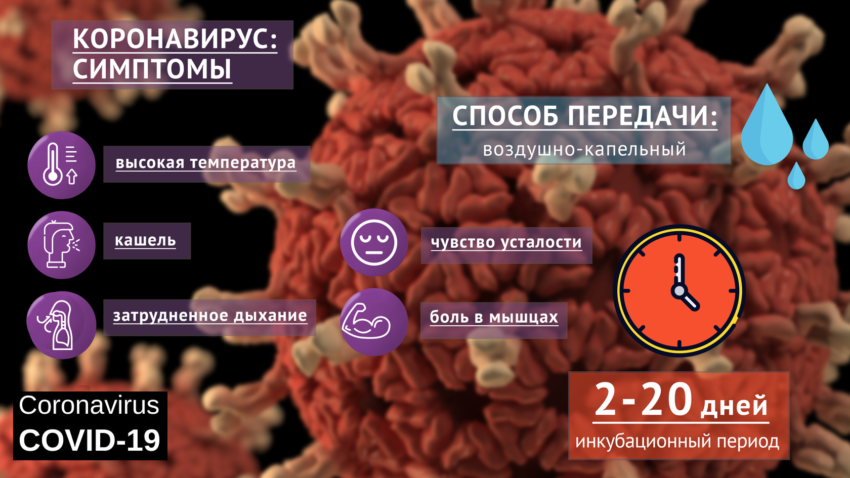 КОРОНАВИРУС:
СИМПТОМЫ
высокая температура
кашель
затрудненное дыхание
чувство усталости
боль в мышцах
СПОСОБ ПЕРЕДАЧИ:
воздушно-капельный
2-20 дней
инкубационный период
Coronavirus
COVID-19